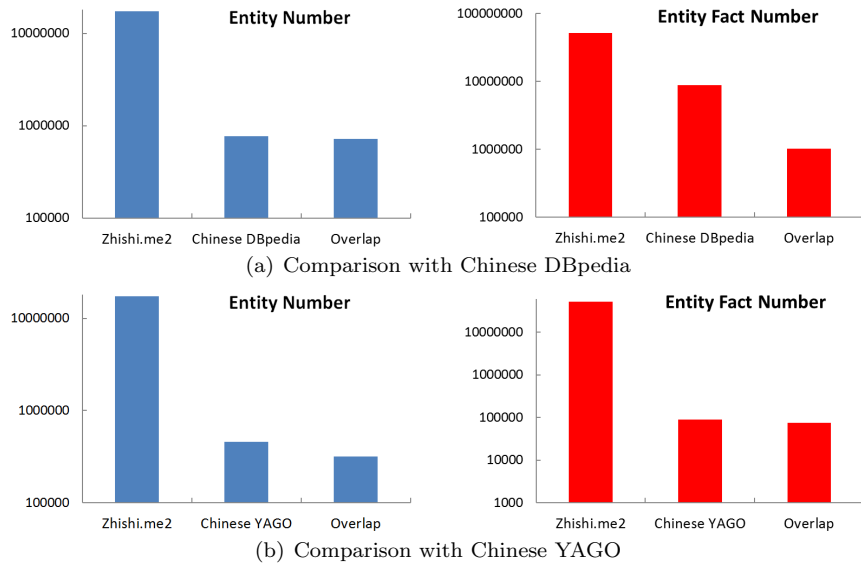 Entity Number
10000000
1000000
100000
Zhishi.me2 Chinese DBpedia Overlap
Entity Fact Number
100000000
10000000
1000000
100000
Zhishi.me2 Chinese DBpedia Overlap
(a) Comparison with Chinese DBpedia
Entity Number
10000000
1000000
100000
Zhishi.me2 Chinese YAGO Overlap
Entity Fact Number
10000000
1000000
100000
10000
1000
Zhishi.me2 Chinese YAGO Overlap
(b) Comparison with Chinese YAGO